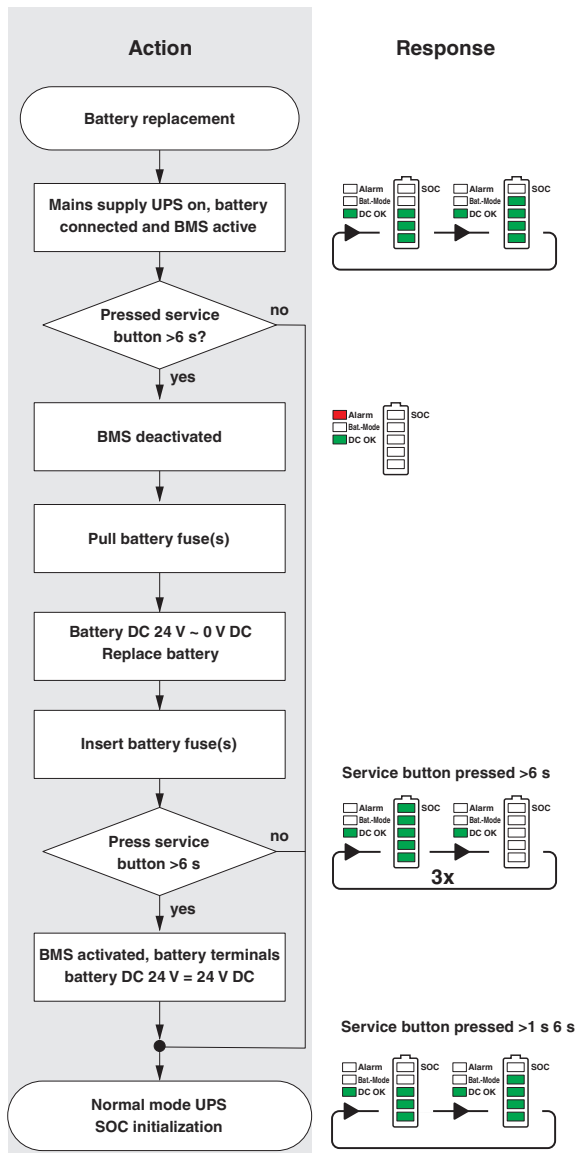 Action
Response
Battery replacement
Mains supply UPS on, battery
connected and BMS active
Alarm
Bat.-Mode
DC OK
SOC
Alarm
Bat.-Mode
DC OK
SOC
Pressed service
button >6 s?
no
yes
BMS deactivated
Alarm
Bat.-Mode
DC OK
SOC
Pull battery fuse(s)
Battery DC 24 V ~ 0 V DC
Replace battery
Insert battery fuse(s)
Service button pressed >6 s
Alarm
Bat.-Mode
DC OK
SOC
Alarm
Bat.-Mode
DC OK
SOC
3x
Press service
button >6 s
no
yes
BMS activated, battery terminals
battery DC 24 V = 24 V DC
Service button pressed >1 s 6 s
Alarm
Bat.-Mode
DC OK
SOC
Alarm
Bat.-Mode
DC OK
SOC
Normal mode UPS
SOC initialization